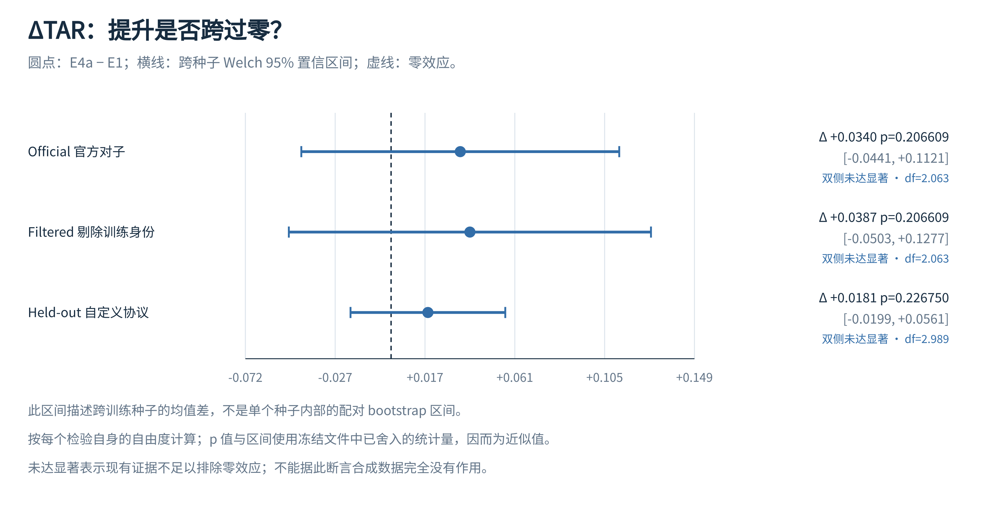 ΔTAR：提升是否跨过零？
圆点：E4a − E1；横线：跨种子 Welch 95% 置信区间；虚线：零效应。
Official 官方对子
Δ +0.0340 p=0.206609
[-0.0441, +0.1121]
双侧未达显著 · df=2.063
Filtered 剔除训练身份
Δ +0.0387 p=0.206609
[-0.0503, +0.1277]
双侧未达显著 · df=2.063
Held-out 自定义协议
Δ +0.0181 p=0.226750
[-0.0199, +0.0561]
双侧未达显著 · df=2.989
-0.072 -0.027 +0.017 +0.061 +0.105 +0.149
此区间描述跨训练种子的均值差，不是单个种子内部的配对 bootstrap 区间。
按每个检验自身的自由度计算；p 值与区间使用冻结文件中已舍入的统计量，因而为近似值。
未达显著表示现有证据不足以排除零效应；不能据此断言合成数据完全没有作用。